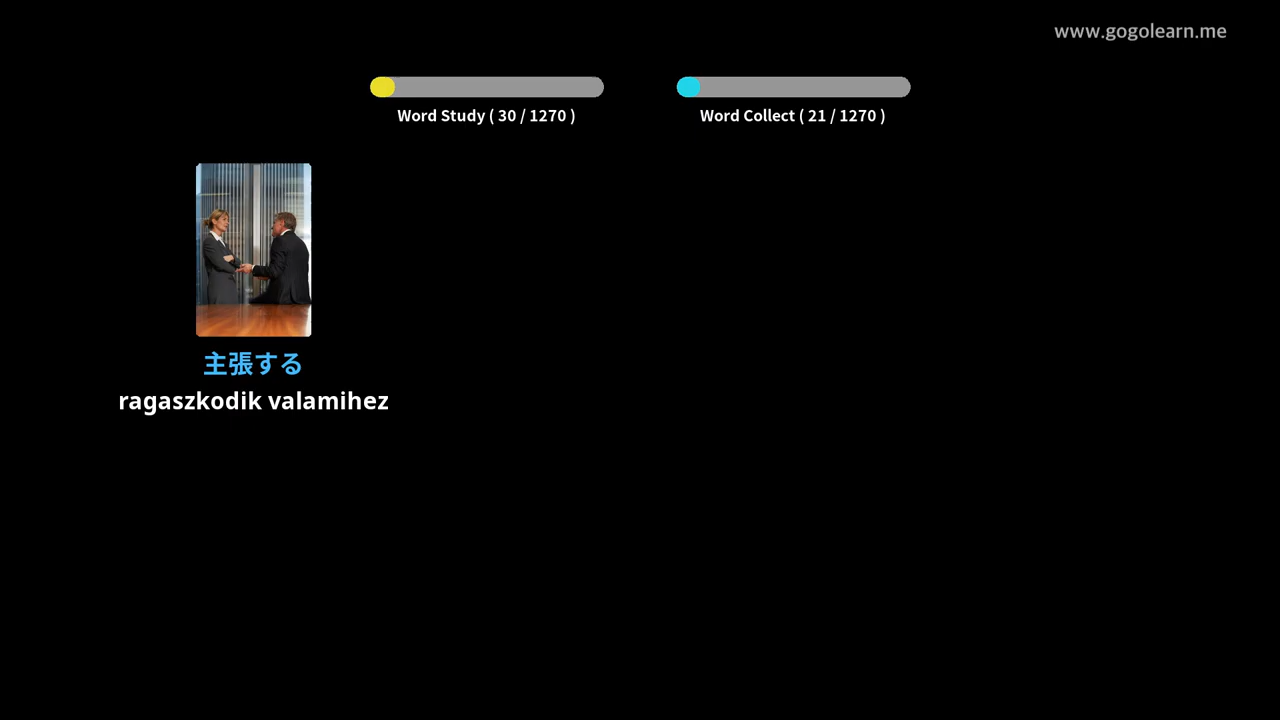 www.gogolearn.me
Word Study ( 30 / 1270 )
Word Collect ( 21 / 1270 )
主張する
ragaszkodik valamihez